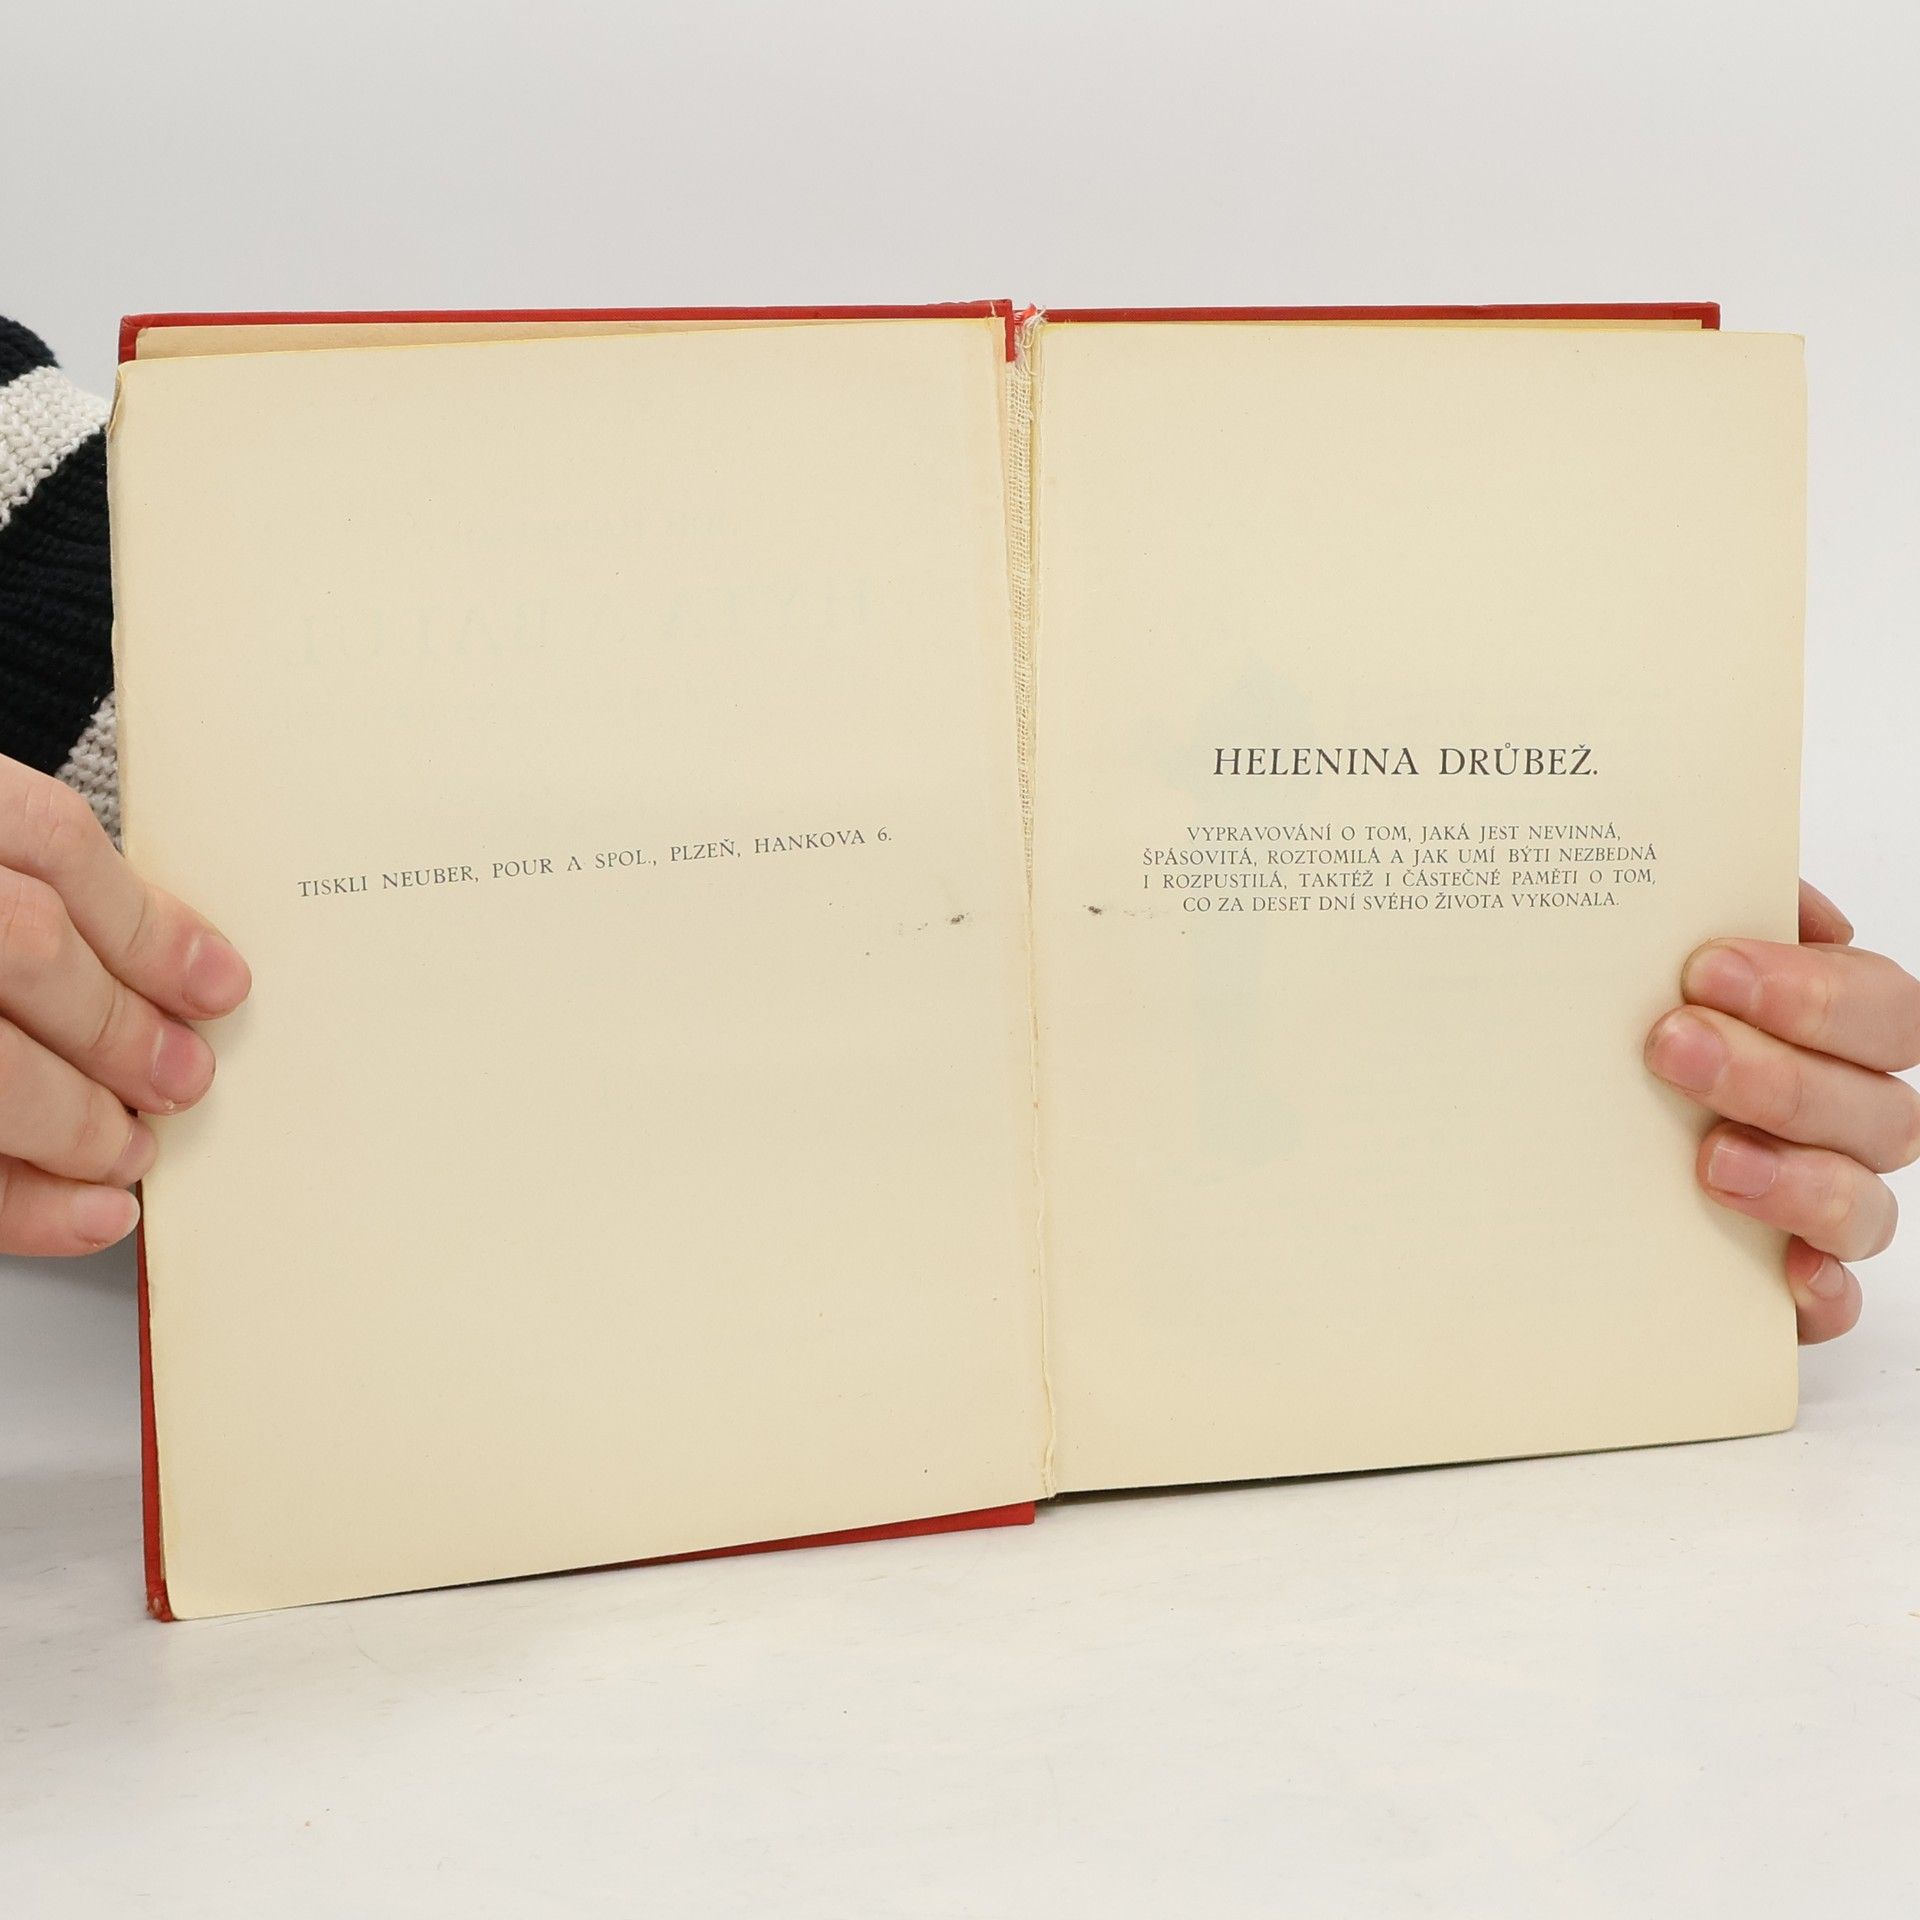 TISKLI NEUBER, POUR A SPOL., PLZEŇ, HANKOVA 6.
HELENINA DRŮBEŽ.
VYPRAVOVÁNÍ O TOM, JAKÁ JEST NEVINNÁ,
ŠPÁSOVITÁ, ROZTOMILÁ A JAK UMÍ BÝTI NEZBEDNÁ
I ROZPUSTILÁ, TAKTÉŽ I ČÁSTEČNÉ PAMĚTI O TOM,
CO ZA DESET DNÍ SVÉHO ŽIVOTA VYKONALA.